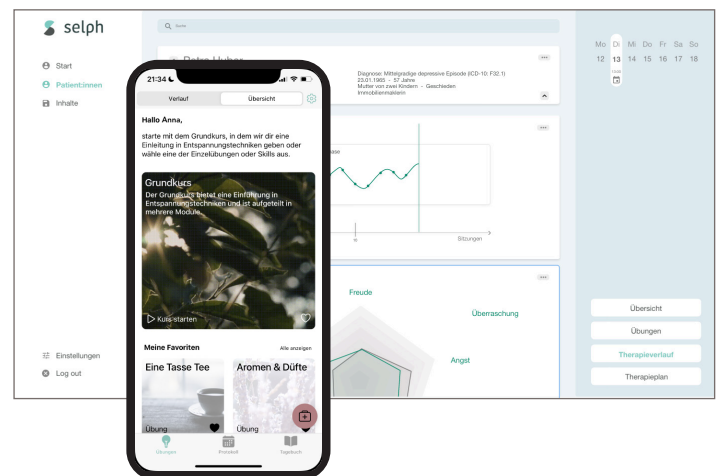 selph
Suche
Start
Patient:innen
Inhalte
Einstellungen
Log out
Petra Huber
Diagnose: Mittelgradige depressive Episode (ICD-10: F32.1)
23.01.1965 - 57 Jahre
Mutter von zwei Kindern - Geschieden
Immobilienmaklerin
Sitzungen
Freude
Überraschung
Angst
Mo Di Mi Do Fr Sa So
12 13 14 15 16 17 18
Übersicht
Übungen
Therapieverlauf
Therapieplan
21:34
Verlauf Übersicht
Hallo Anna,
starte mit dem Grundkurs, in dem wir dir eine
Einleitung in Entspannungstechniken geben oder
wähle eine der Einzelübungen oder Skills aus.
Grundkurs
Der Grundkurs bietet eine Einführung in
Entspannungstechniken und ist aufgeteilt in
mehrere Module.
Kurs starten
Meine Favoriten Alle anzeigen
Eine Tasse Tee Aromen & Düfte
Übung Übung
Übungen Protokoll Tagebuch